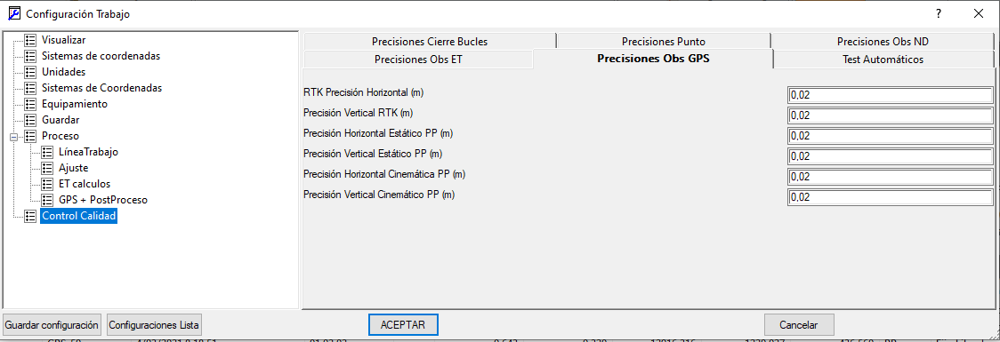 Configuración Trabajo
?
Visualizar
Sistemas de coordenadas
Unidades
Sistemas de Coordenadas
Equipamiento
Guardar
Proceso
LíneaTrabajo
Ajuste
ET calculos
GPS + PostProceso
Control Calidad
Precisiones Cierre Bucles
Precisiones Punto
Precisiones Obs ND
Precisiones Obs ET
Precisiones Obs GPS
Test Automáticos
RTK Precisión Horizontal (m) 0,02
Precisión Vertical RTK (m) 0,02
Precisión Horizontal Estático PP (m) 0,02
Precisión Vertical Estático PP (m) 0,02
Precisión Horizontal Cinemática PP (m) 0,02
Precisión Vertical Cinemático PP (m) 0,02
Guardar configuración
Configuraciones Lista
ACEPTAR
Cancelar